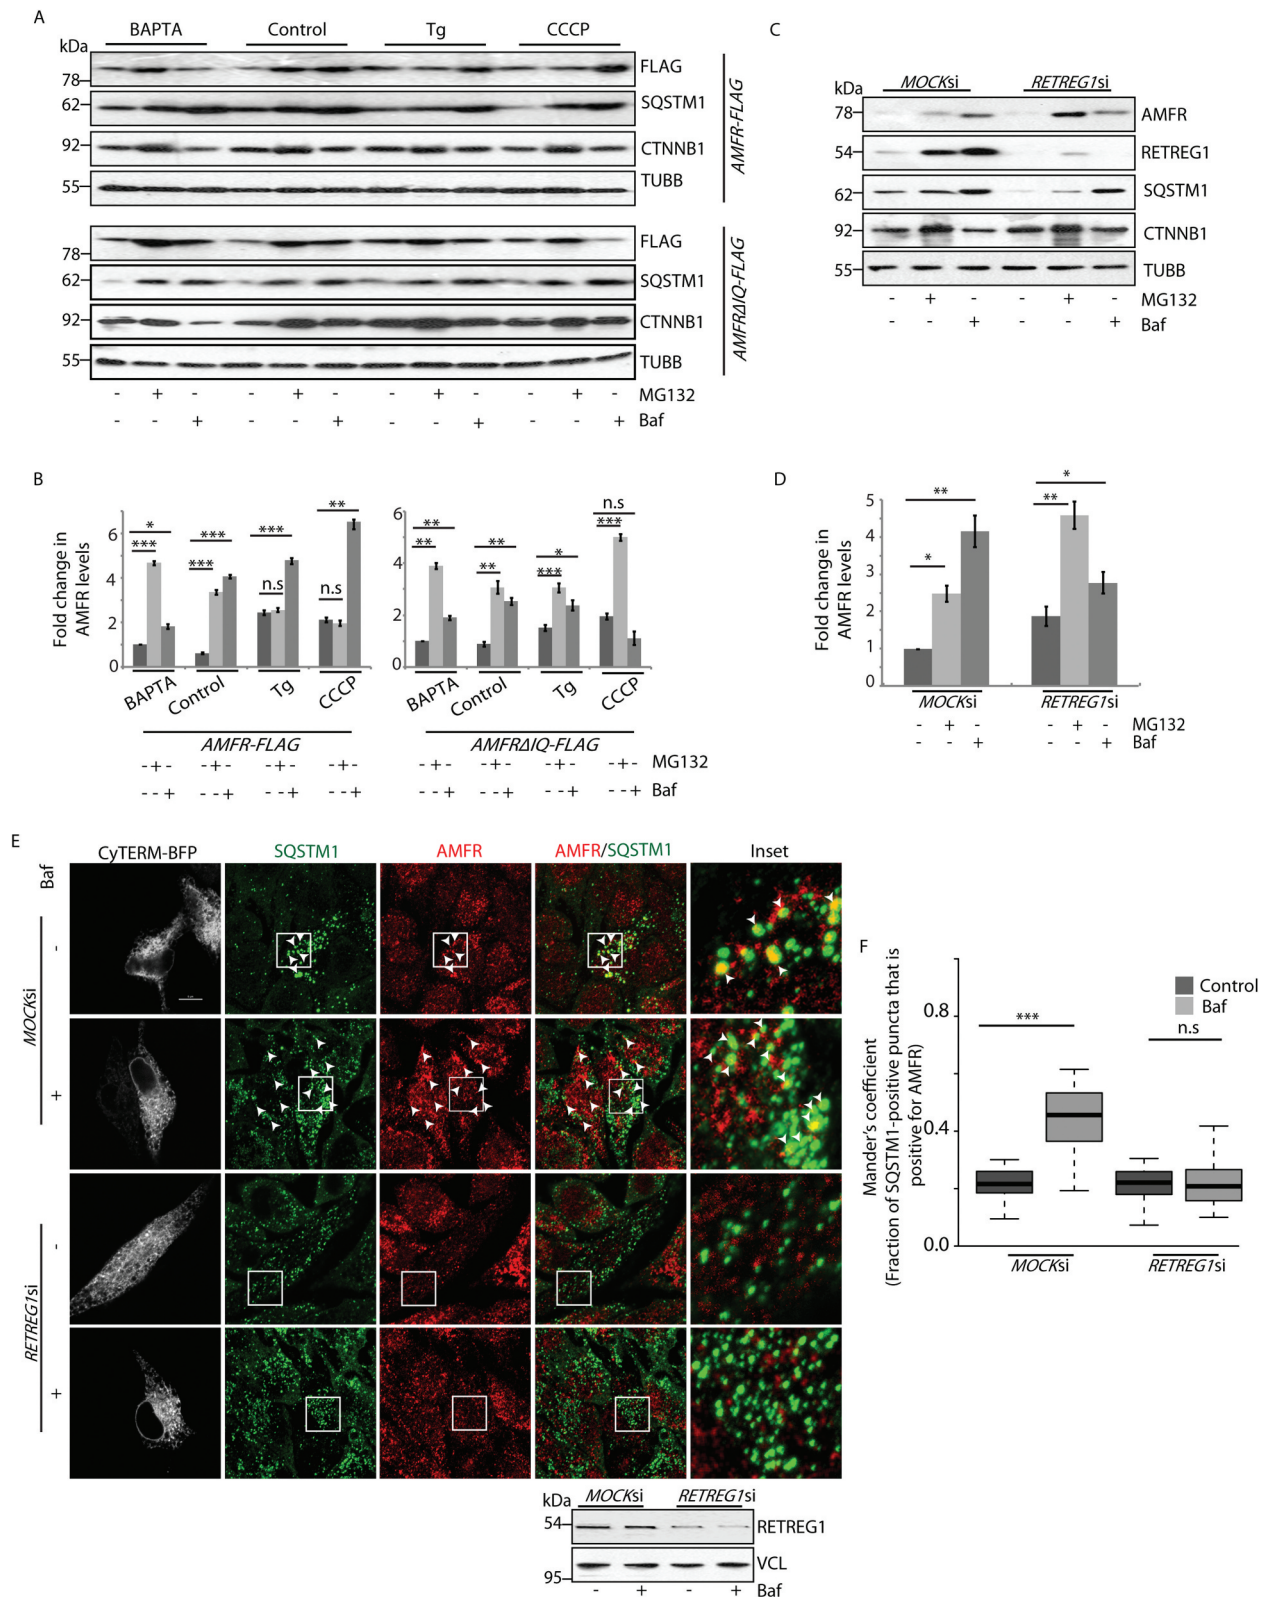 A
BAPTA Control Tg CCCP
kDa
78 FLAG
62 SQSTM1
92 CTNNB1
55 TUBB
AMFR-FLAG
78 FLAG
62 SQSTM1
92 CTNNB1
55 TUBB
AMFRΔIQ-FLAG
- + - - + - - + - - + - MG132
- - + - - + - - + - - + Baf
C
MOCKsi RETREG1si
kDa
78 AMFR
54 RETREG1
62 SQSTM1
92 CTNNB1
55 TUBB
- + - - + - MG132
- - + - - + Baf
B
Fold change in
AMFR levels
6
4
2
0
* *** *** *** *** n.s ** n.s
BAPTA Control Tg CCCP
AMFR-FLAG
6
4
2
0
** ** ** ** * *** n.s ***
BAPTA Control Tg CCCP
AMFRΔIQ-FLAG
-+- -+- -+- -+- -+- -+- -+- -+- MG132
--+ --+ --+ --+ --+ --+ --+ --+ Baf
D
Fold change in
AMFR levels
5
4
3
2
1
0
** * * **
MOCKsi RETREG1si
- + - - + - MG132
- - + - - + Baf
E
Baf
CyTERM-BFP SQSTM1 AMFR AMFR/SQSTM1 Inset
MOCKsi
-
+
RETREG1si
-
+
kDa MOCKsi RETREG1si
54 RETREG1
VCL
95
- + - + Baf
F
Mander's coefficient
(Fraction of SQSTM1-positive puncta that is
positive for AMFR)
0.8
0.4
0.0
Control
Baf
*** n.s
MOCKsi RETREG1si